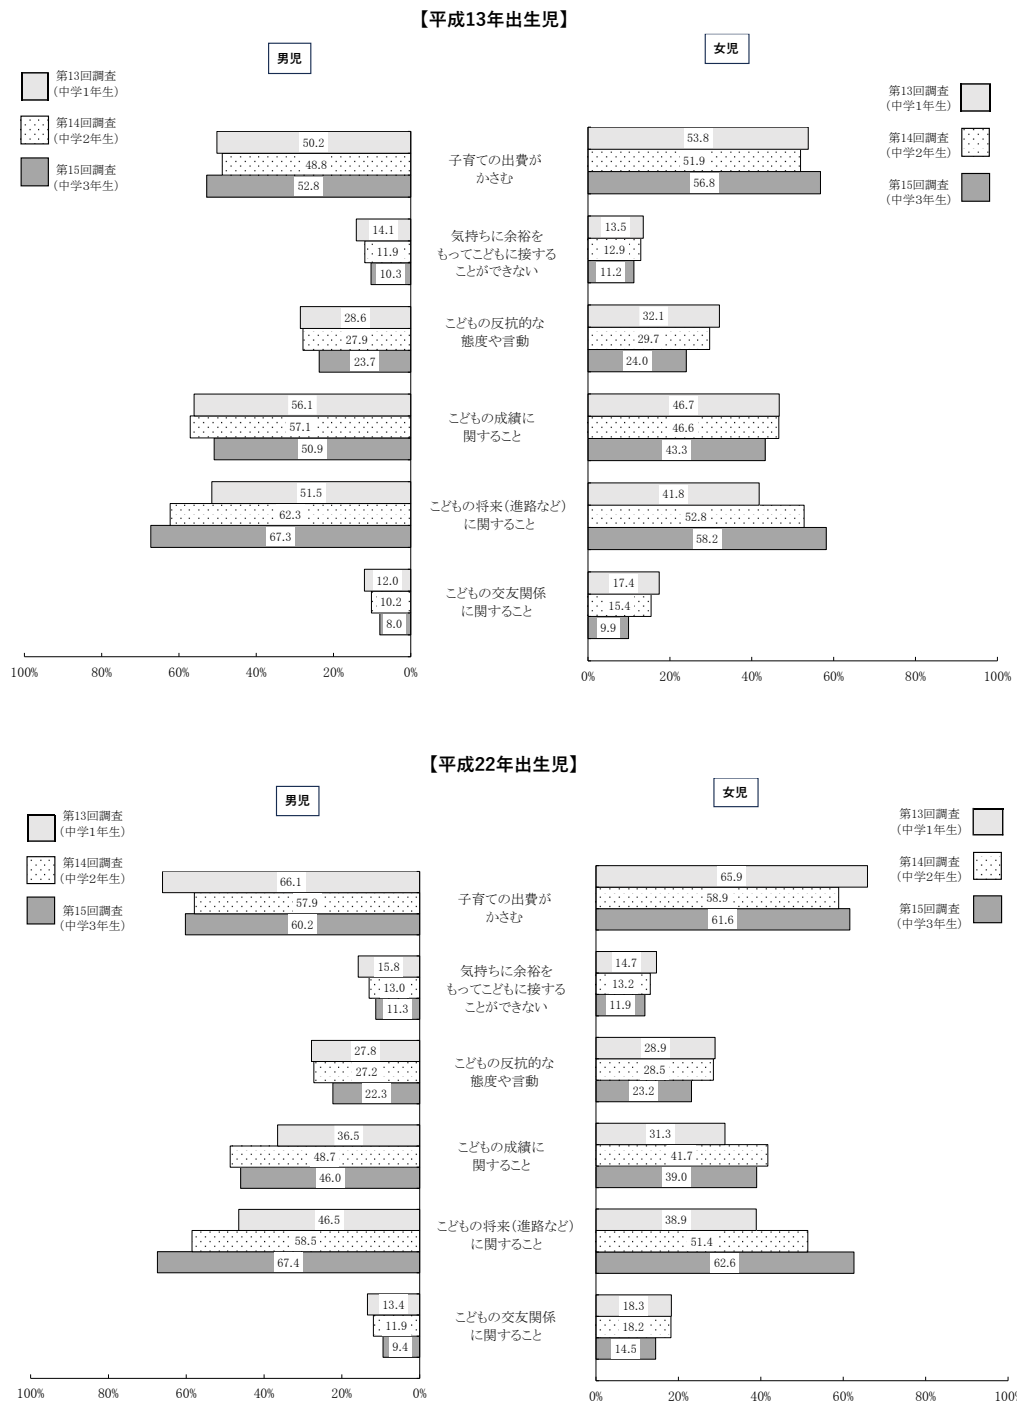 【平成13年出生児】
男児
女児
第13回調査
（中学1年生）
第14回調査
（中学2年生）
第15回調査
（中学3年生）
第13回調査
（中学1年生）
第14回調査
（中学2年生）
第15回調査
（中学3年生）
50.2
48.8
52.8
子育ての出費が
かさむ
53.8
51.9
56.8
14.1
11.9
10.3
気持ちに余裕を
もってこどもに接する
ことができない
13.5
12.9
11.2
28.6
27.9
23.7
こどもの反抗的な
態度や言動
32.1
29.7
24.0
56.1
57.1
50.9
こどもの成績に
関すること
46.7
46.6
43.3
51.5
62.3
67.3
こどもの将来（進路など）
に関すること
41.8
52.8
58.2
12.0
10.2
8.0
こどもの交友関係
に関すること
17.4
15.4
9.9
100% 80% 60% 40% 20% 0%
0% 20% 40% 60% 80% 100%
【平成22年出生児】
男児
女児
第13回調査
（中学1年生）
第14回調査
（中学2年生）
第15回調査
（中学3年生）
第13回調査
（中学1年生）
第14回調査
（中学2年生）
第15回調査
（中学3年生）
66.1
57.9
60.2
子育ての出費が
かさむ
65.9
58.9
61.6
15.8
13.0
11.3
気持ちに余裕を
もってこどもに接する
ことができない
14.7
13.2
11.9
27.8
27.2
22.3
こどもの反抗的な
態度や言動
28.9
28.5
23.2
36.5
48.7
46.0
こどもの成績に
関すること
31.3
41.7
39.0
46.5
58.5
67.4
こどもの将来（進路など）
に関すること
38.9
51.4
62.6
13.4
11.9
9.4
こどもの交友関係
に関すること
18.3
18.2
14.5
100% 80% 60% 40% 20% 0%
0% 20% 40% 60% 80% 100%